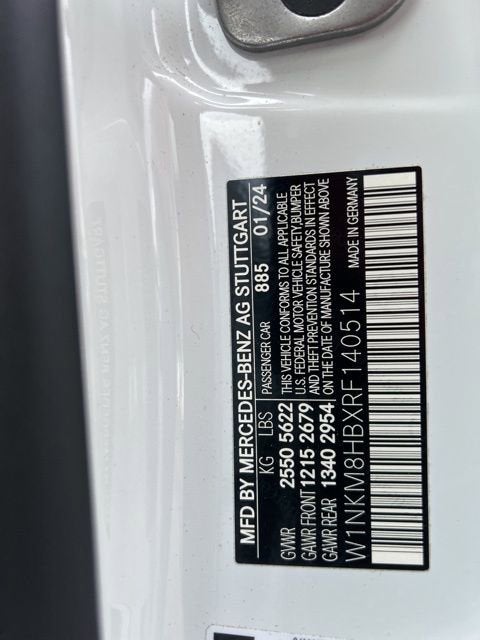 MFD BY MERCEDES-BENZ AG STUTTGART
KG LBS PASSENGER CAR 885 01/24
GVWR 2550 5622
GAWR FRONT 1215 2679
GAWR REAR 1340 2954
THIS VEHICLE CONFORMS TO ALL APPLICABLE
U.S. FEDERAL MOTOR VEHICLE SAFETY,BUMPER
AND THEFT PREVENTION STANDARDS IN EFFECT
ON THE DATE OF MANUFACTURE SHOWN ABOVE
W1NKM8HBXRF140514 MADE IN GERMANY